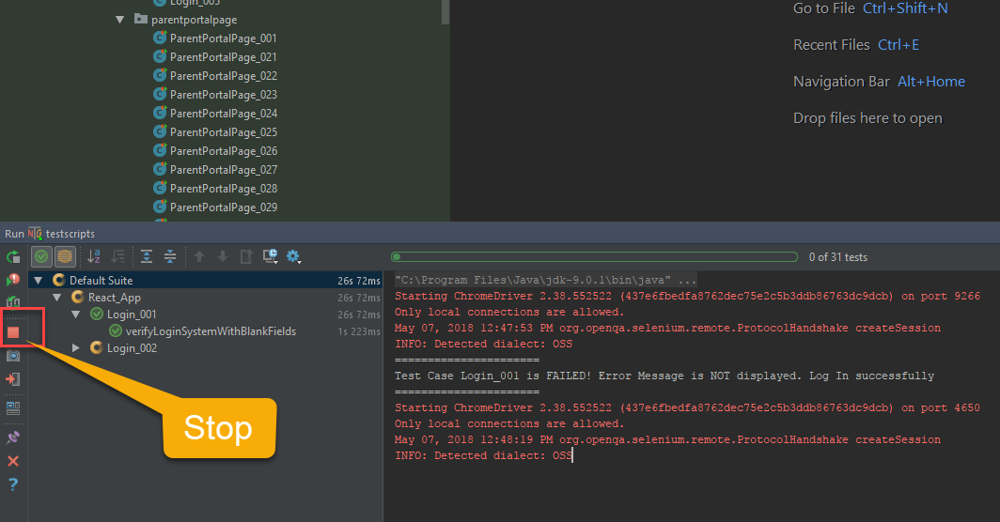 Login_005
parentportalpage
ParentPortalPage_001
ParentPortalPage_021
ParentPortalPage_022
ParentPortalPage_023
ParentPortalPage_024
ParentPortalPage_025
ParentPortalPage_026
ParentPortalPage_027
ParentPortalPage_028
ParentPortalPage_029
Go to File Ctrl+Shift+N
Recent Files Ctrl+E
Navigation Bar Alt+Home
Drop files here to open
Run testscripts
0 of 31 tests
Default Suite 26s 72ms
React_App 26s 72ms
Login_001 26s 72ms
verifyLoginSystemWithBlankFields 1s 223ms
Login_002
Stop
"C:\Program Files\Java\jdk-9.0.1\bin\java" ...
Starting ChromeDriver 2.38.552522 (437e6fbedfa8762dec75e2c5b3ddb86763dc9dcb) on port 9266
Only local connections are allowed.
May 07, 2018 12:47:53 PM org.openqa.selenium.remote.ProtocolHandshake createSession
INFO: Detected dialect: OSS
======================
Test Case Login_001 is FAILED! Error Message is NOT displayed. Log In successfully
======================
Starting ChromeDriver 2.38.552522 (437e6fbedfa8762dec75e2c5b3ddb86763dc9dcb) on port 4650
Only local connections are allowed.
May 07, 2018 12:48:19 PM org.openqa.selenium.remote.ProtocolHandshake createSession
INFO: Detected dialect: OSS